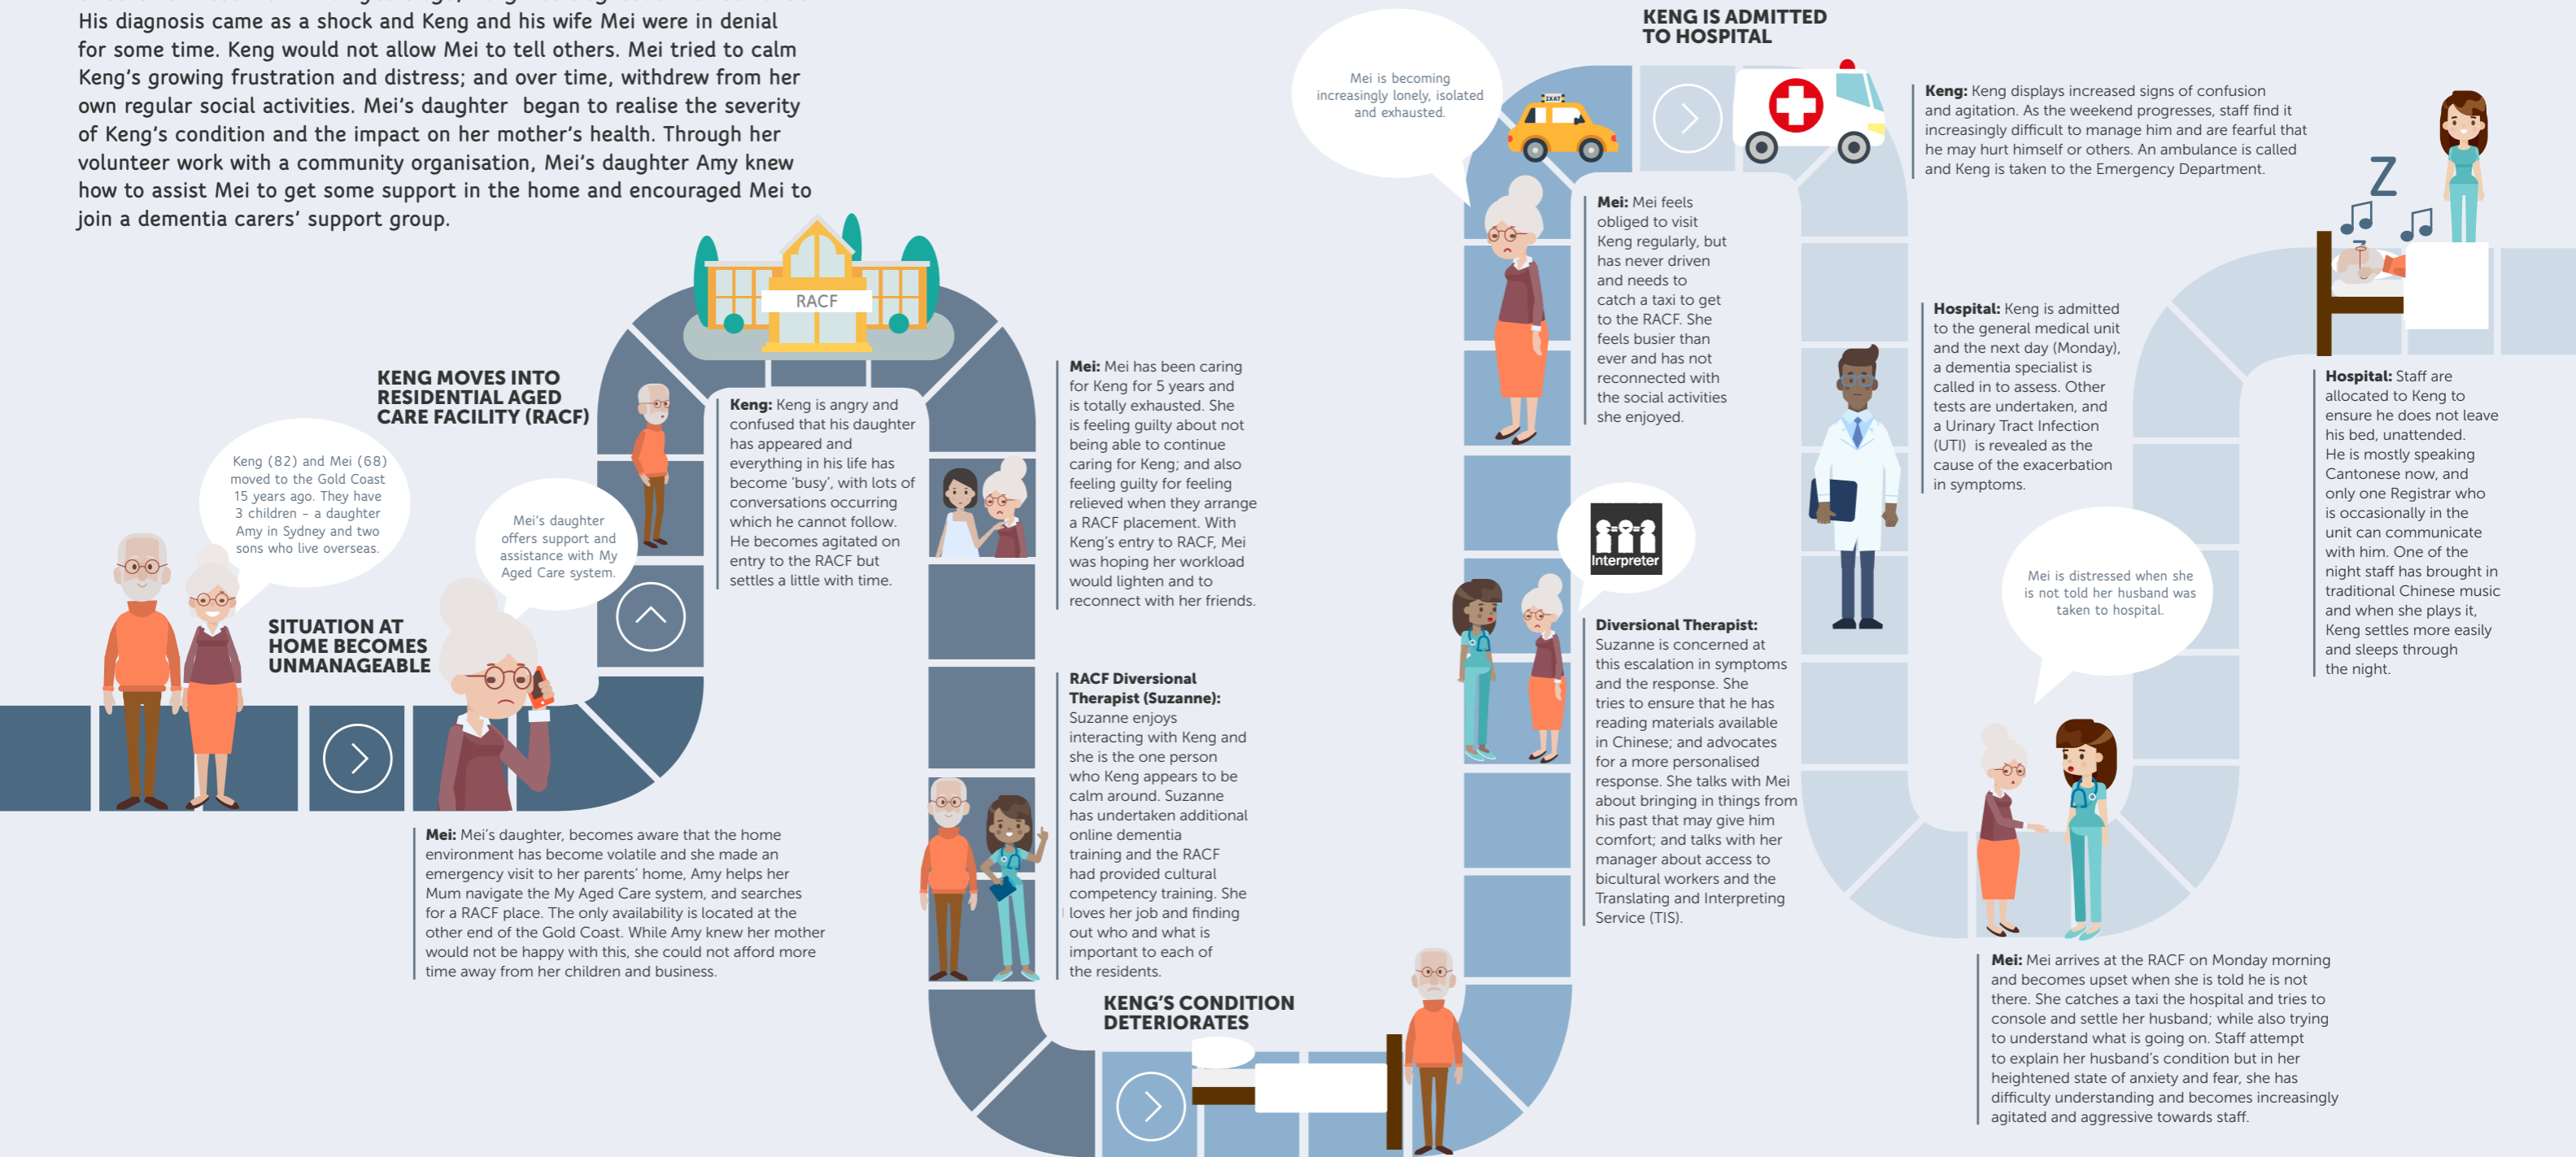 His diagnosis came as a shock and Keng and his wife Mei were in denial
for some time. Keng would not allow Mei to tell others. Mei tried to calm
Keng's growing frustration and distress; and over time, withdrew from her
own regular social activities. Mei's daughter began to realise the severity
of Keng's condition and the impact on her mother's health. Through her
volunteer work with a community organisation, Mei's daughter Amy knew
how to assist Mei to get some support in the home and encouraged Mei to
join a dementia carers' support group.
Keng (82) and Mei (68)
moved to the Gold Coast
15 years ago. They have
3 children – a daughter
Amy in Sydney and two
sons who live overseas.
SITUATION AT
HOME BECOMES
UNMANAGEABLE
Mei's daughter
offers support and
assistance with My
Aged Care system.
Mei: Mei's daughter, becomes aware that the home
environment has become volatile and she made an
emergency visit to her parents' home, Amy helps her
Mum navigate the My Aged Care system, and searches
for a RACF place. The only availability is located at the
other end of the Gold Coast. While Amy knew her mother
would not be happy with this, she could not afford more
time away from her children and business.
KENG MOVES INTO
RESIDENTIAL AGED
CARE FACILITY (RACF)
RACF
Keng: Keng is angry and
confused that his daughter
has appeared and
everything in his life has
become 'busy', with lots of
conversations occurring
which he cannot follow.
He becomes agitated on
entry to the RACF but
settles a little with time.
Mei: Mei has been caring
for Keng for 5 years and
is totally exhausted. She
is feeling guilty about not
being able to continue
caring for Keng; and also
feeling guilty for feeling
relieved when they arrange
a RACF placement. With
Keng's entry to RACF, Mei
was hoping her workload
would lighten and to
reconnect with her friends.
RACF Diversional
Therapist (Suzanne):
Suzanne enjoys
interacting with Keng and
she is the one person
who Keng appears to be
calm around. Suzanne
has undertaken additional
online dementia
training and the RACF
had provided cultural
competency training. She
loves her job and finding
out who and what is
important to each of
the residents.
KENG'S CONDITION
DETERIORATES
Mei is becoming
increasingly lonely, isolated
and exhausted.
Mei: Mei feels
obliged to visit
Keng regularly, but
has never driven
and needs to
catch a taxi to get
to the RACF. She
feels busier than
ever and has not
reconnected with
the social activities
she enjoyed.
Interpreter
Diversional Therapist:
Suzanne is concerned at
this escalation in symptoms
and the response. She
tries to ensure that he has
reading materials available
in Chinese; and advocates
for a more personalised
response. She talks with Mei
about bringing in things from
his past that may give him
comfort; and talks with her
manager about access to
bicultural workers and the
Translating and Interpreting
Service (TIS).
KENG IS ADMITTED
TO HOSPITAL
Keng: Keng displays increased signs of confusion
and agitation. As the weekend progresses, staff find it
increasingly difficult to manage him and are fearful that
he may hurt himself or others. An ambulance is called
and Keng is taken to the Emergency Department.
Hospital: Keng is admitted
to the general medical unit
and the next day (Monday),
a dementia specialist is
called in to assess. Other
tests are undertaken, and
a Urinary Tract Infection
(UTI) is revealed as the
cause of the exacerbation
in symptoms.
Mei is distressed when she
is not told her husband was
taken to hospital.
Mei: Mei arrives at the RACF on Monday morning
and becomes upset when she is told he is not
there. She catches a taxi the hospital and tries to
console and settle her husband; while also trying
to understand what is going on. Staff attempt
to explain her husband's condition but in her
heightened state of anxiety and fear, she has
difficulty understanding and becomes increasingly
agitated and aggressive towards staff.
Z
Z
Hospital: Staff are
allocated to Keng to
ensure he does not leave
his bed, unattended.
He is mostly speaking
Cantonese now, and
only one Registrar who
is occasionally in the
unit can communicate
with him. One of the
night staff has brought in
traditional Chinese music
and when she plays it,
Keng settles more easily
and sleeps through
the night.